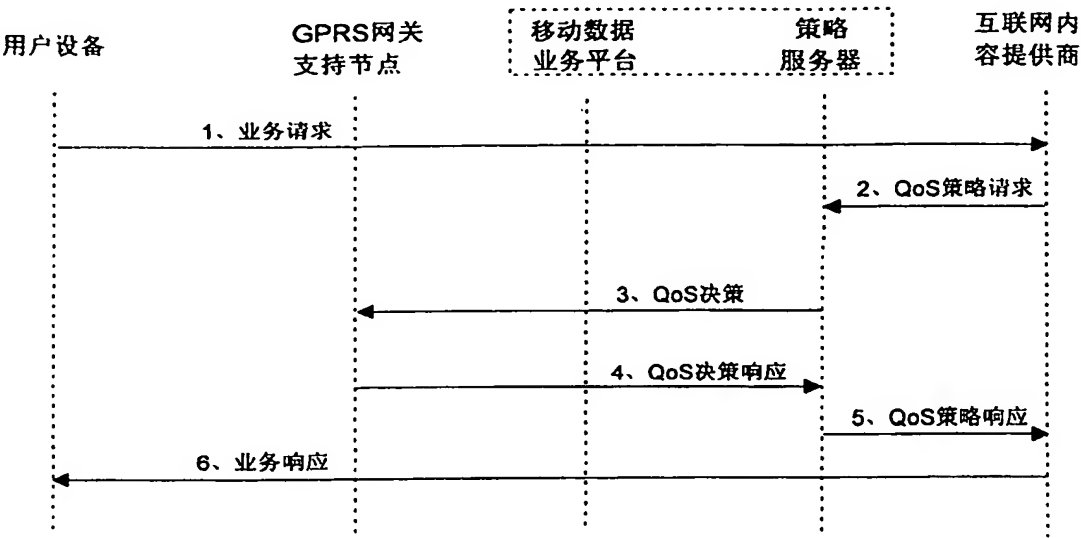 用户设备
GPRS网关
支持节点
移动数据
业务平台
策略
服务器
互联网内
容提供商
1、业务请求
2、QoS策略请求
3、QoS决策
4、QoS决策响应
5、QoS策略响应
6、业务响应